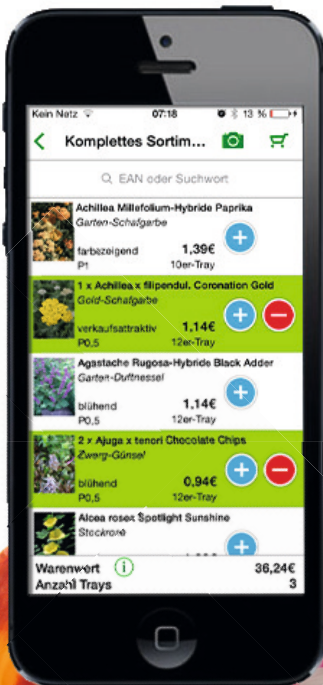 Kein Netz 07:18 13 %
Komplettes Sortim...
EAN oder Suchwort
Achillea Millefolium-Hybride Paprika
Garten-Schafgarbe
farbezeigend 1,39€
P1 10er-Tray
1 x Achillea x filipendul. Coronation Gold
Gold-Schafgarbe
verkaufsattraktiv 1,14€
P0,5 12er-Tray
Agastache Rugosa-Hybride Black Adder
Garten-Duftnessel
blühend 1,14€
P0,5 12er-Tray
2 x Ajuga x tenori Chocolate Chips
Zwerg-Günsel
blühend 0,94€
P0,5 12er-Tray
Alcea rosea Spotlight Sunshine
Stockrose
Warenwert 36,24€
Anzahl Trays 3